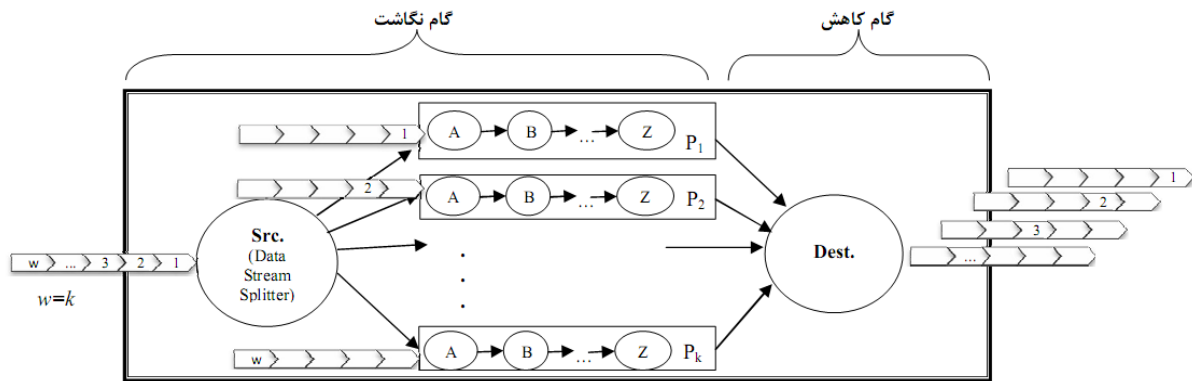 گام نگاشت
گام کاهش
1
A B ... Z P1
2
A B ... Z P2
Src.
(Data
Stream
Splitter)
w ... 3 2 1
w=k
.
.
.
w
A B ... Z Pk
Dest.
1
2
3
...